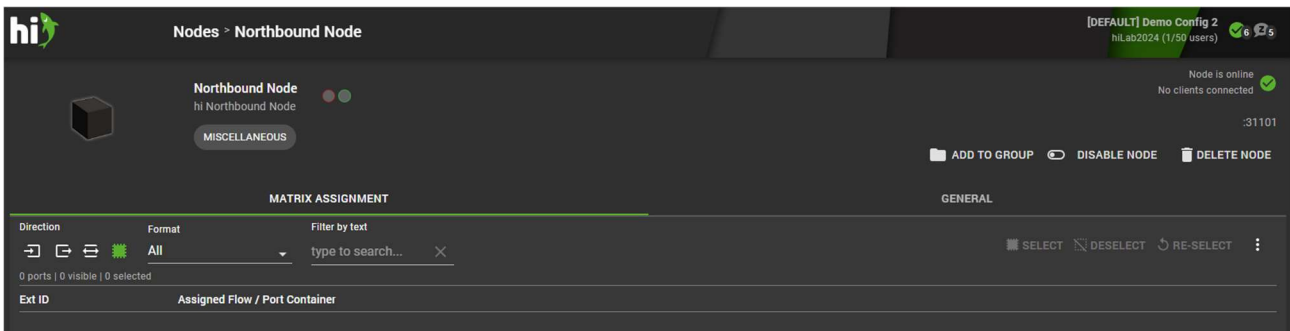 hi
Nodes > Northbound Node
[DEFAULT] Demo Config 2
hiLab2024 (1/50 users)
6
5
Northbound Node
hi Northbound Node
MISCELLANEOUS
Node is online
No clients connected
:31101
ADD TO GROUP
DISABLE NODE
DELETE NODE
MATRIX ASSIGNMENT
GENERAL
Direction
Format
Filter by text
All
type to search...
SELECT
DESELECT
RE-SELECT
0 ports | 0 visible | 0 selected
Ext ID
Assigned Flow / Port Container